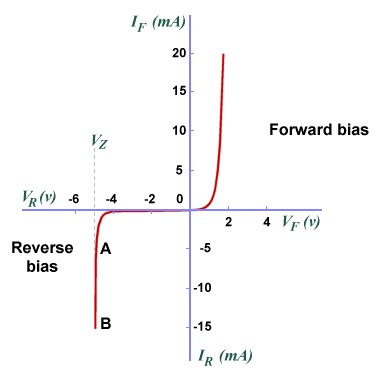 I_F (mA)
20
15
10
5
Forward bias
V_Z
V_R (v)
-6
-4
-2
0
2
4
V_F (v)
Reverse bias
A
B
-5
-10
-15
I_R (mA)